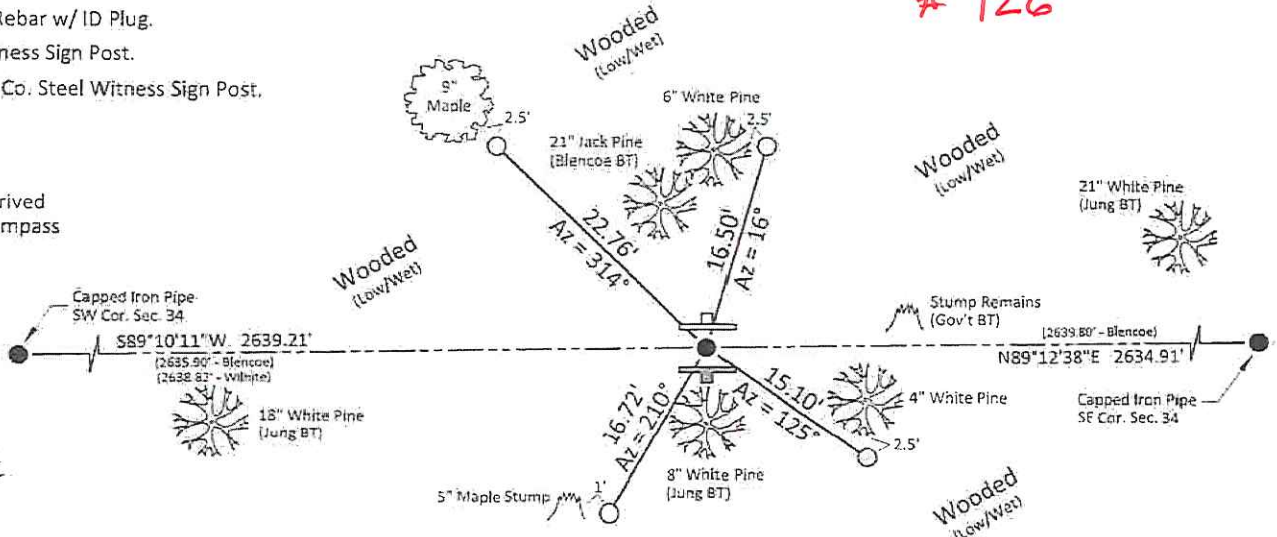 Rebar w/ ID Plug.
ness Sign Post.
Co. Steel Witness Sign Post.
# 126
rived
mpass
Wooded
(Low/Wet)
9"
Maple
2.5'
6" White Pine
2.5'
21" Jack Pine
(Blencoe BT)
Wooded
(Low/Wet)
21" White Pine
(Jung BT)
22.76'
Az = 314°
16.50'
Az = 16°
Wooded
(Low/Wet)
Capped Iron Pipe
SW Cor. Sec. 34
S89°10'11"W 2639.21'
(2635.90' - Blencoe)
(2638.83' - Wilhite)
Stump Remains
(Gov't BT)
(2639.80' - Blencoe)
N89°12'38"E 2634.91'
Capped Iron Pipe
SE Cor. Sec. 34
18" White Pine
(Jung BT)
16.72'
Az = 210°
15.10'
Az = 125°
4" White Pine
2.5'
8" White Pine
(Jung BT)
5" Maple Stump
1'
Wooded
(Low/Wet)